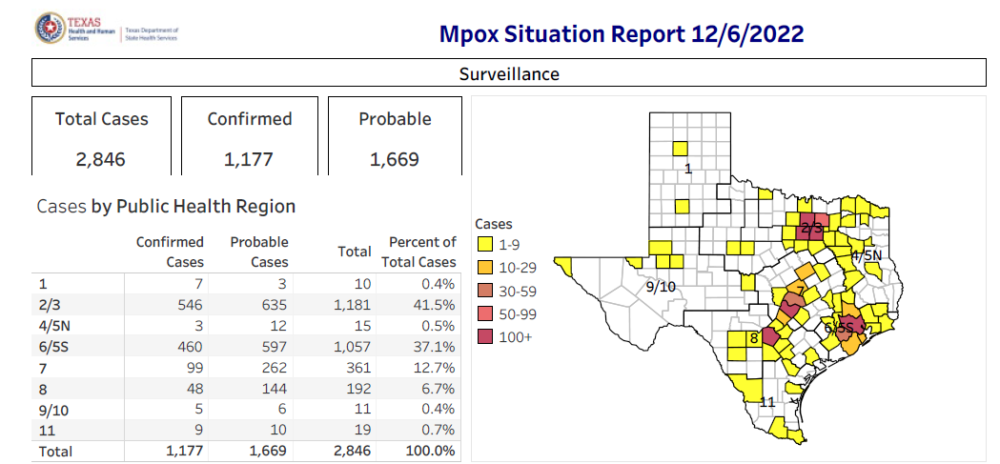 TEXAS
Health and Human
Services
Texas Department of
State Health Services
Mpox Situation Report 12/6/2022
Surveillance
Total Cases Confirmed Probable
2,846 1,177 1,669
Cases by Public Health Region
Confirmed Cases Probable Cases Total Percent of Total Cases
1 7 3 10 0.4%
2/3 546 635 1,181 41.5%
4/5N 3 12 15 0.5%
6/5S 460 597 1,057 37.1%
7 99 262 361 12.7%
8 48 144 192 6.7%
9/10 5 6 11 0.4%
11 9 10 19 0.7%
Total 1,177 1,669 2,846 100.0%
Cases
1-9
10-29
30-59
50-99
100+
1
2/3
4/5N
9/10
7
6/5S
8
11